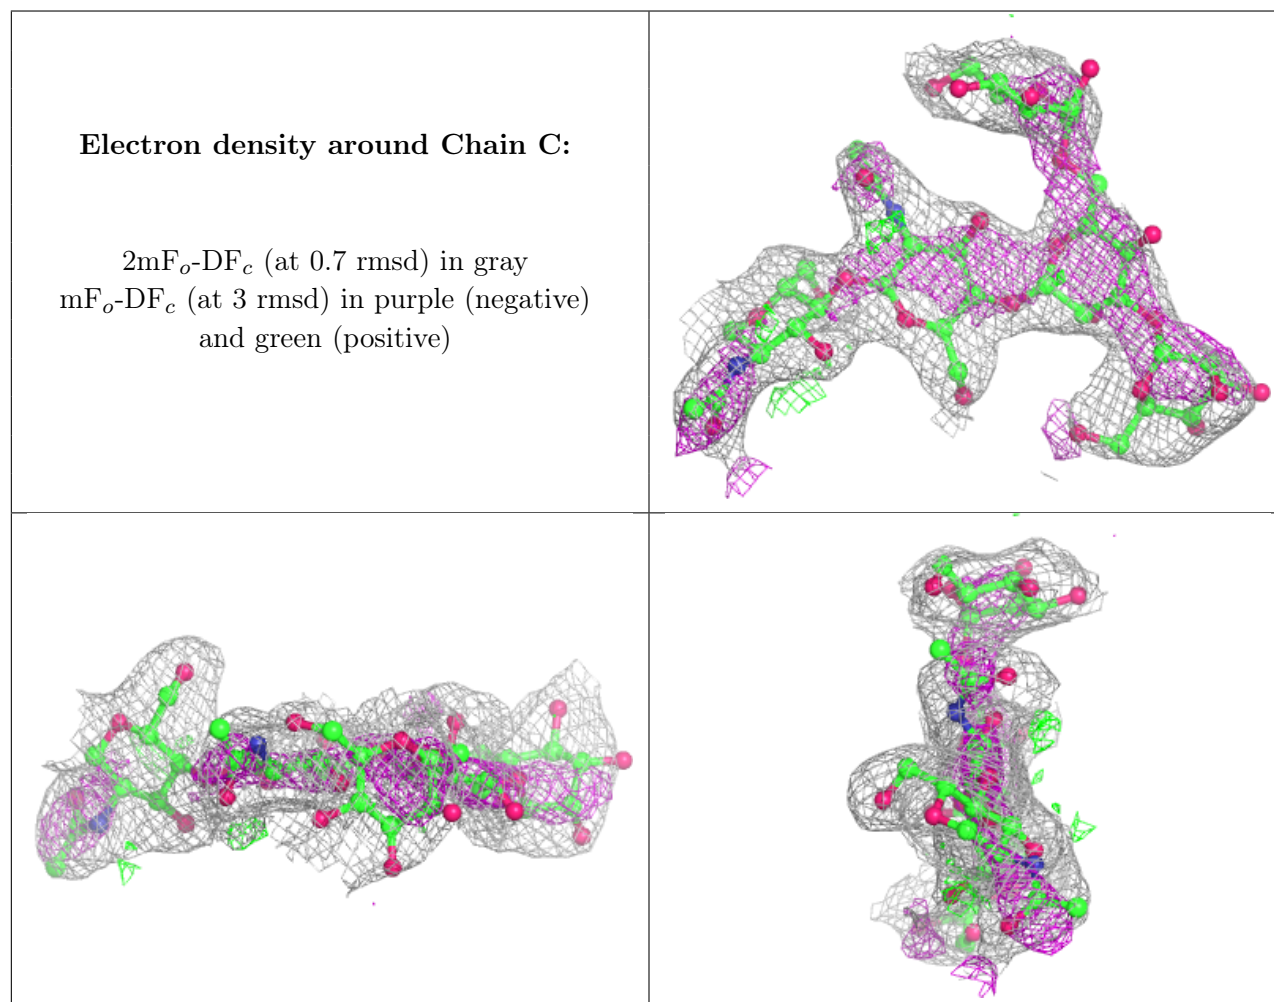 Electron density around Chain C:
2mFo-DFc (at 0.7 rmsd) in gray
mFo-DFc (at 3 rmsd) in purple (negative)
and green (positive)